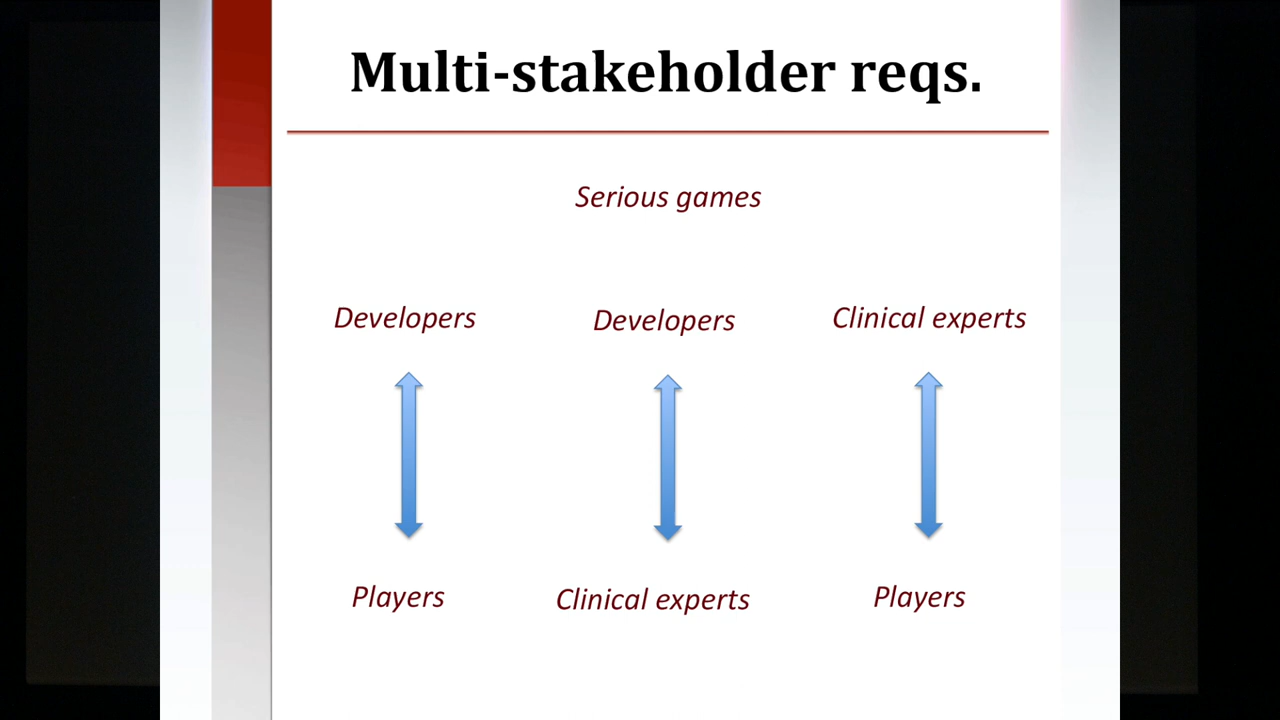 Multi-stakeholder reqs.
Serious games
Developers Developers Clinical experts
Players Clinical experts Players